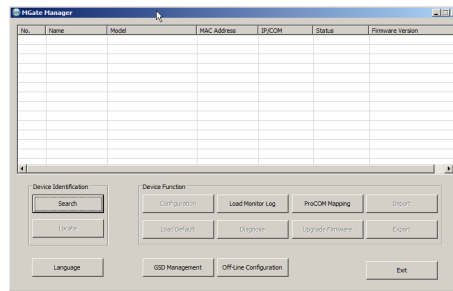 MGate Manager
No. Name Model MAC Address IP/COM Status Firmware Version
Device Identification Device Function
Search Configuration Load Monitor Log ProCOM Mapping Import
Locate Load Default Diagnose Upgrade Firmware Export
Language GSD Management Off-Line Configuration Exit